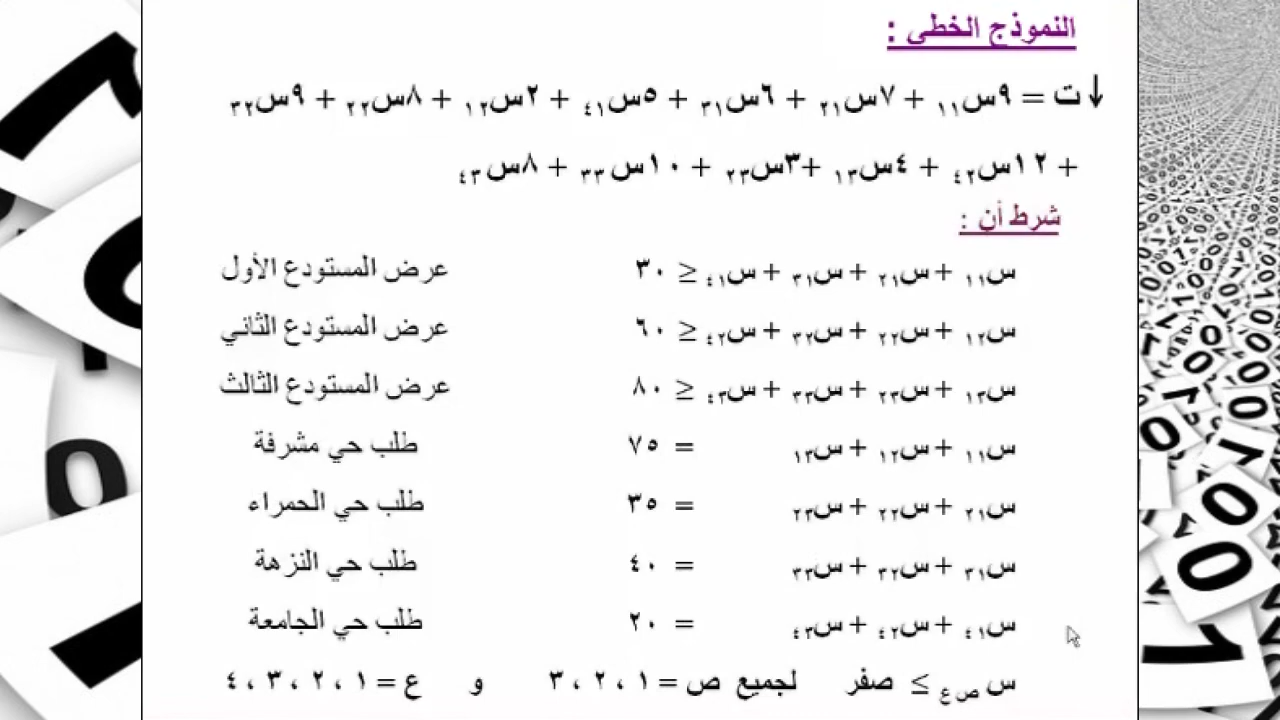 النموذج الخطى :
↓ت = ٩س١١ + ٧س٢١ + ٦س٣١ + ٥س٤١ + ٢س١٢ + ٨س٢٢ + ٩س٣٢
+ ١٢س٤٢ + ٤س١٣ +٣س٢٣ + ١٠س٣٣ + ٨س٤٣
شرط أن :
س١١ + س٢١ + س٣١ + س٤١ ≤ ٣٠ عرض المستودع الأول
س١٢ + س٢٢ + س٣٢ + س٤٢ ≤ ٦٠ عرض المستودع الثاني
س١٣ + س٢٣ + س٣٣ + س٤٣ ≤ ٨٠ عرض المستودع الثالث
س١١ + س١٢ + س١٣ = ٧٥ طلب حي مشرفة
س٢١ + س٢٢ + س٢٣ = ٣٥ طلب حي الحمراء
س٣١ + س٣٢ + س٣٣ = ٤٠ طلب حي النزهة
س٤١ + س٤٢ + س٤٣ = ٢٠ طلب حي الجامعة
س ص ع ≥ صفر لجميع ص = ١ ، ٢ ، ٣ و ع = ١ ، ٢ ، ٣ ، ٤